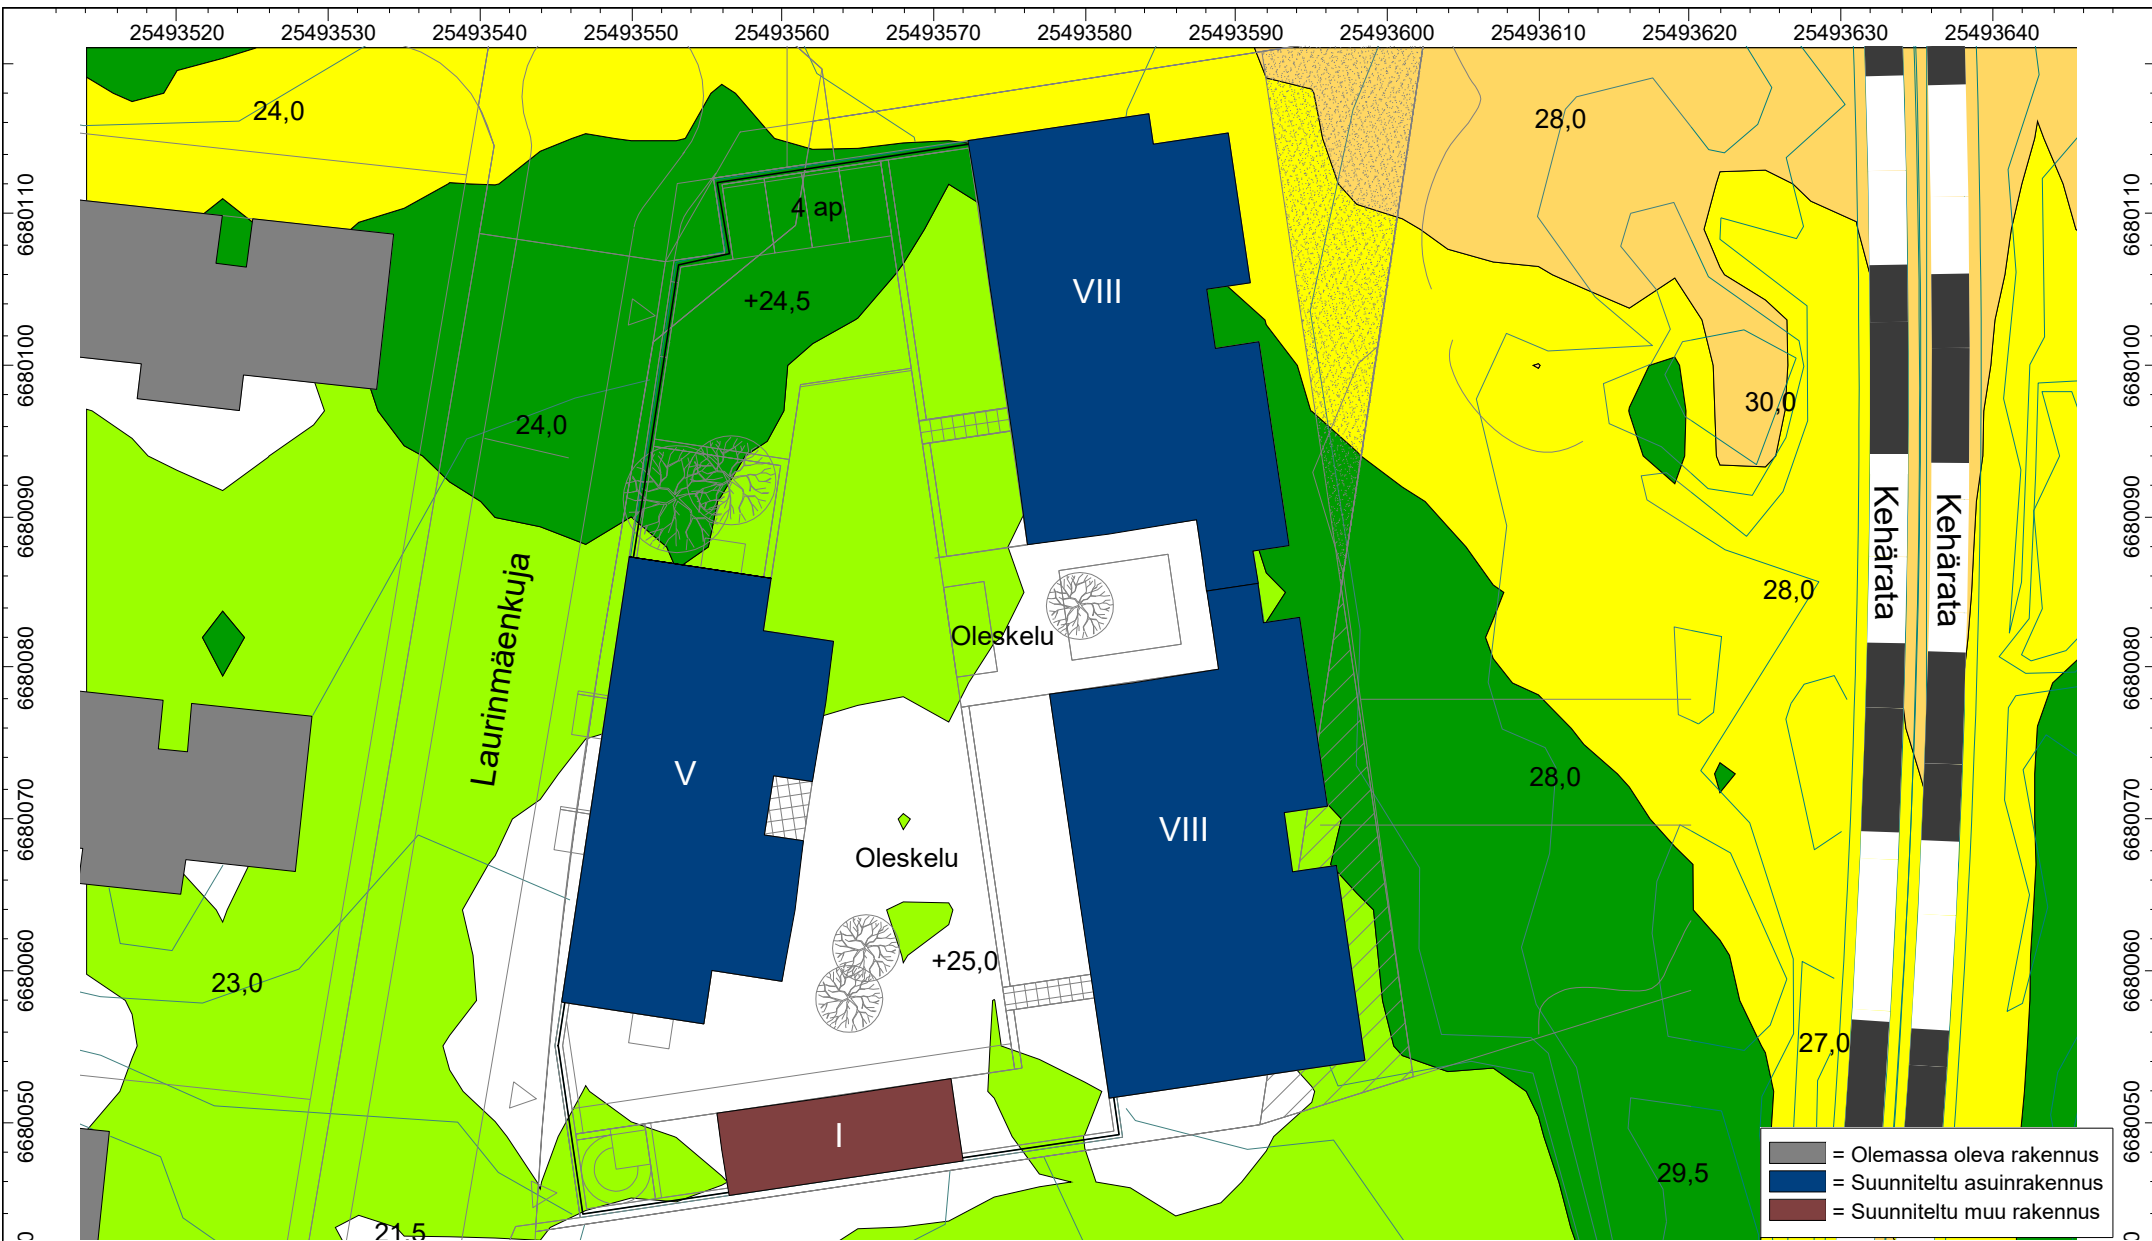 25493520 25493530 25493540 25493550 25493560 25493570 25493580 25493590 25493600 25493610 25493620 25493630 25493640
24,0
28,0
6680110
4 ap
6680110
+24,5
VIII
6680100
6680100
24,0
30,0
6680090
Kehärata
Kehärata
6680090
Laurinmäenkuja
28,0
6680080
Oleskelu
6680080
V
28,0
6680070
VIII
6680070
Oleskelu
6680060
23,0
+25,0
6680060
27,0
6680050
I
6680050
29,5
21,5
= Olemassa oleva rakennus
= Suunniteltu asuinrakennus
= Suunniteltu muu rakennus